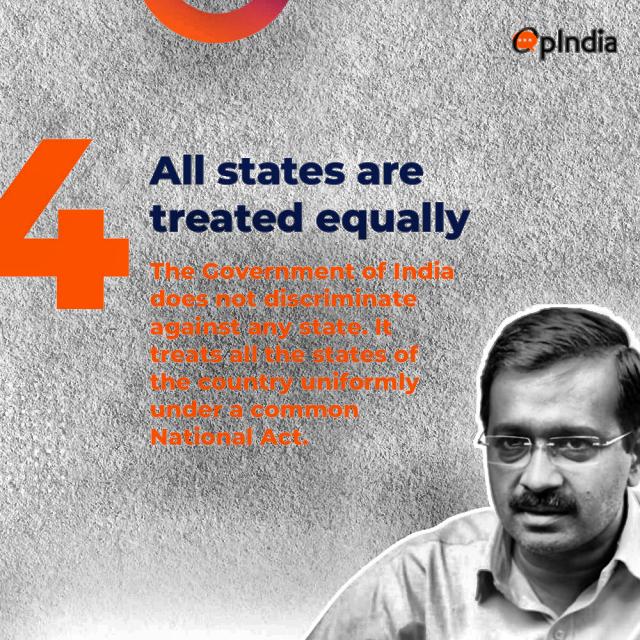 OpIndia
4
All states are
treated equally
The Government of India
does not discriminate
against any state. It
treats all the states of
the country uniformly
under a common
National Act.